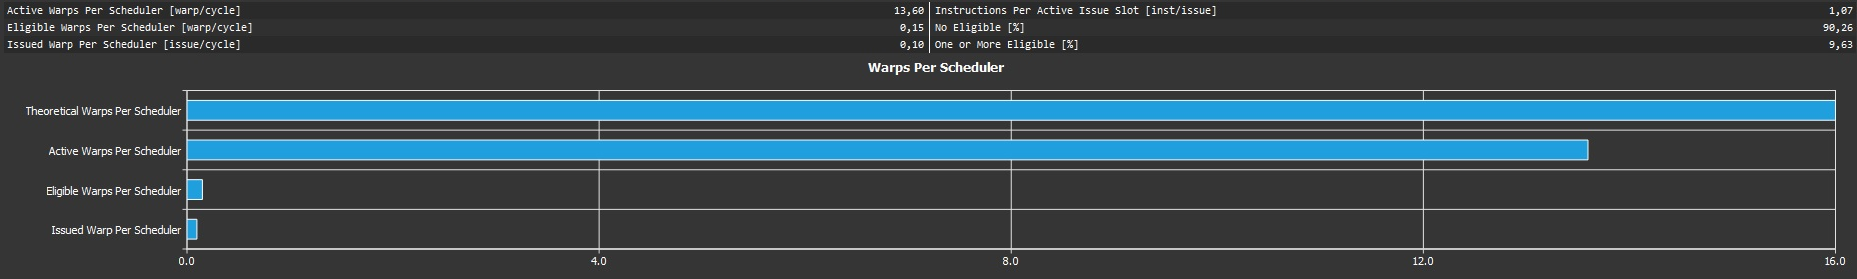 Active Warps Per Scheduler [warp/cycle] 13,60 Instructions Per Active Issue Slot [inst/issue] 1,07
Eligible Warps Per Scheduler [warp/cycle] 0,15 No Eligible [%] 90,26
Issued Warp Per Scheduler [issue/cycle] 0,10 One or More Eligible [%] 9,63
Warps Per Scheduler
Theoretical Warps Per Scheduler
Active Warps Per Scheduler
Eligible Warps Per Scheduler
Issued Warp Per Scheduler
0.0 4.0 8.0 12.0 16.0